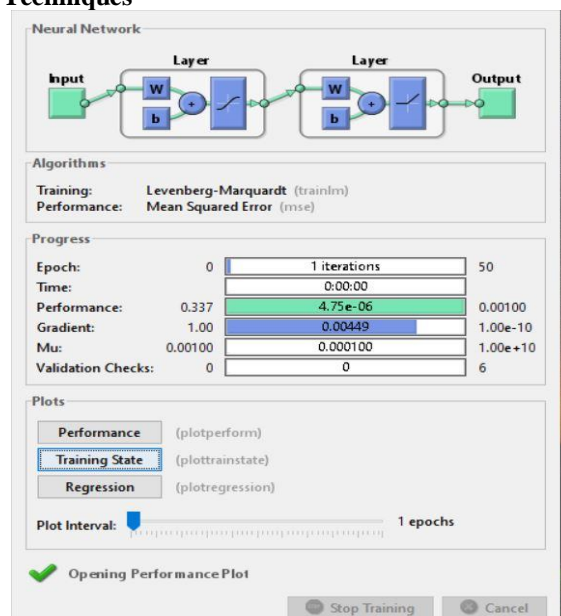 Techniques
Neural Network
Layer Layer
Input Output
W W
+ +
b b
Algorithms
Training: Levenberg-Marquardt (trainlm)
Performance: Mean Squared Error (mse)
Progress
Epoch: 0 1 iterations 50
Time: 0:00:00
Performance: 0.337 4.75e-06 0.00100
Gradient: 1.00 0.00449 1.00e-10
Mu: 0.00100 0.000100 1.00e+10
Validation Checks: 0 0 6
Plots
Performance (plotperform)
Training State (plottrainstate)
Regression (plotregression)
Plot Interval: 1 epochs
Opening Performance Plot
Stop Training Cancel